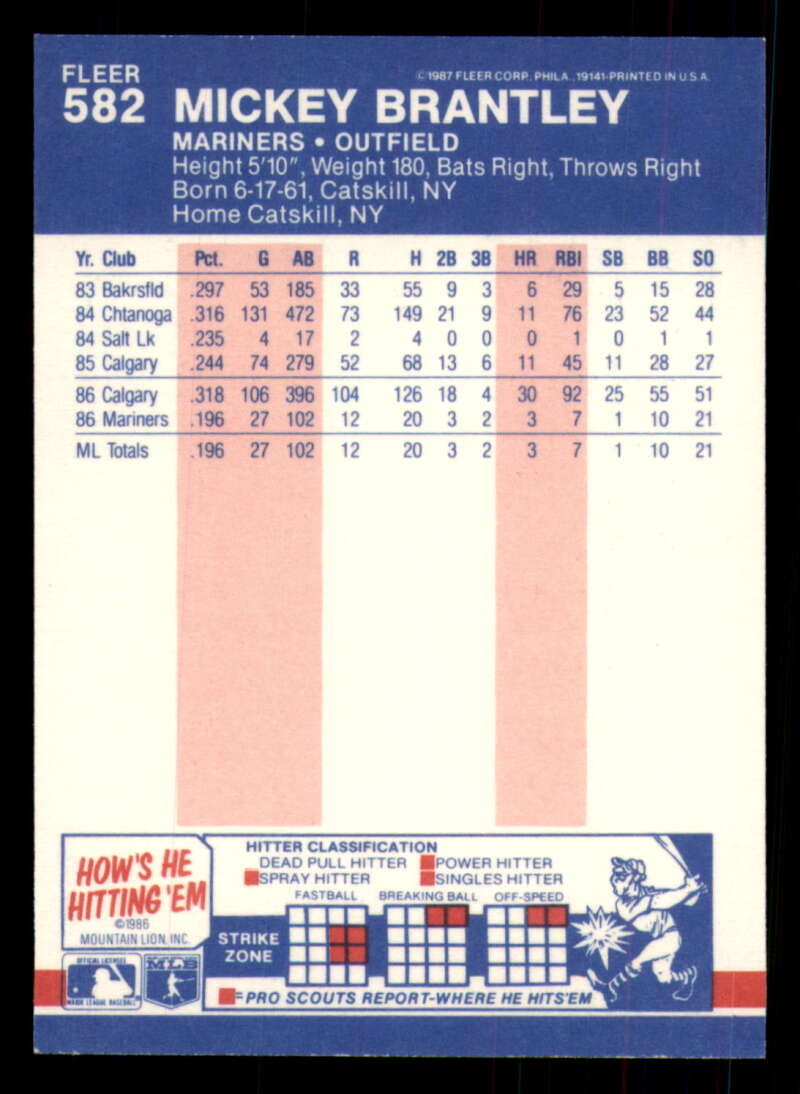 FLEER
©1987 FLEER CORP. PHILA., 19141-PRINTED IN U.S.A.
582 MICKEY BRANTLEY
MARINERS • OUTFIELD
Height 5'10", Weight 180, Bats Right, Throws Right
Born 6-17-61, Catskill, NY
Home Catskill, NY
Yr. Club Pct. G AB R H 2B 3B HR RBI SB BB SO
83 Bakrsfld .297 53 185 33 55 9 3 6 29 5 15 28
84 Chtanoga .316 131 472 73 149 21 9 11 76 23 52 44
84 Salt Lk .235 4 17 2 4 0 0 0 1 0 1 1
85 Calgary .244 74 279 52 68 13 6 11 45 11 28 27
86 Calgary .318 106 396 104 126 18 4 30 92 25 55 51
86 Mariners .196 27 102 12 20 3 2 3 7 1 10 21
ML Totals .196 27 102 12 20 3 2 3 7 1 10 21
HOW'S HE
HITTING 'EM
©1986
MOUNTAIN LION, INC.
HITTER CLASSIFICATION
DEAD PULL HITTER POWER HITTER
SPRAY HITTER SINGLES HITTER
FASTBALL BREAKING BALL OFF-SPEED
STRIKE
ZONE
=PRO SCOUTS REPORT-WHERE HE HITS'EM
OFFICIAL LICENSEE
MAJOR LEAGUE BASEBALL
MLB